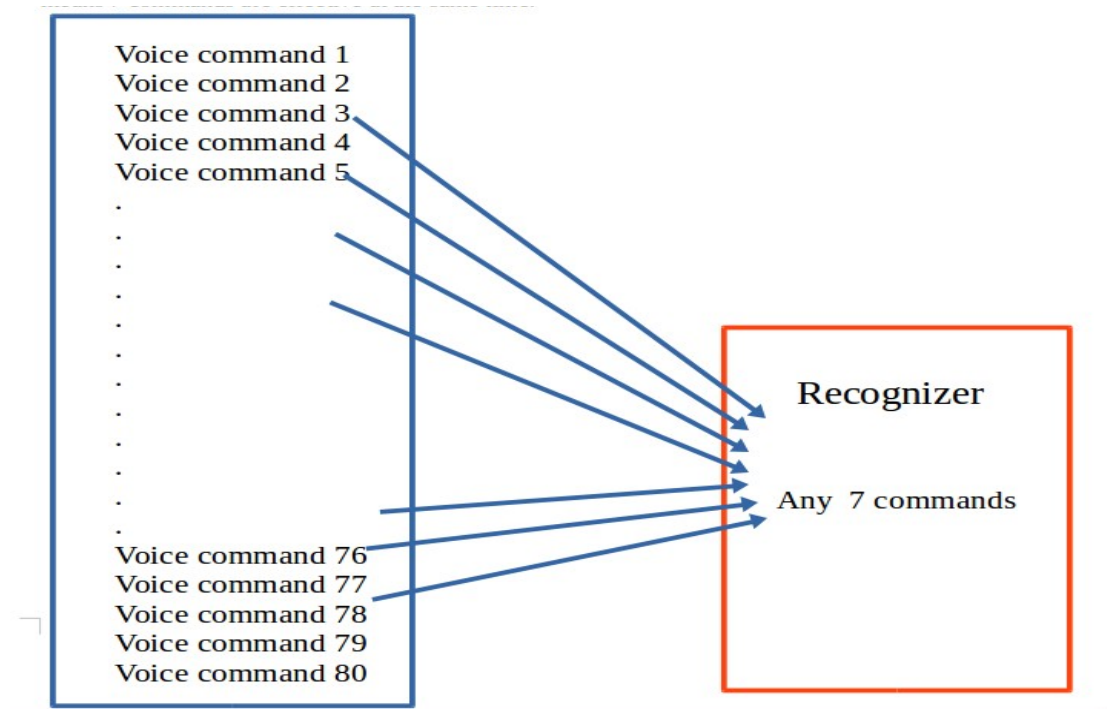 Voice command 1
Voice command 2
Voice command 3
Voice command 4
Voice command 5
.
.
.
.
.
.
.
.
.
.
.
.
Voice command 76
Voice command 77
Voice command 78
Voice command 79
Voice command 80
Recognizer
Any 7 commands